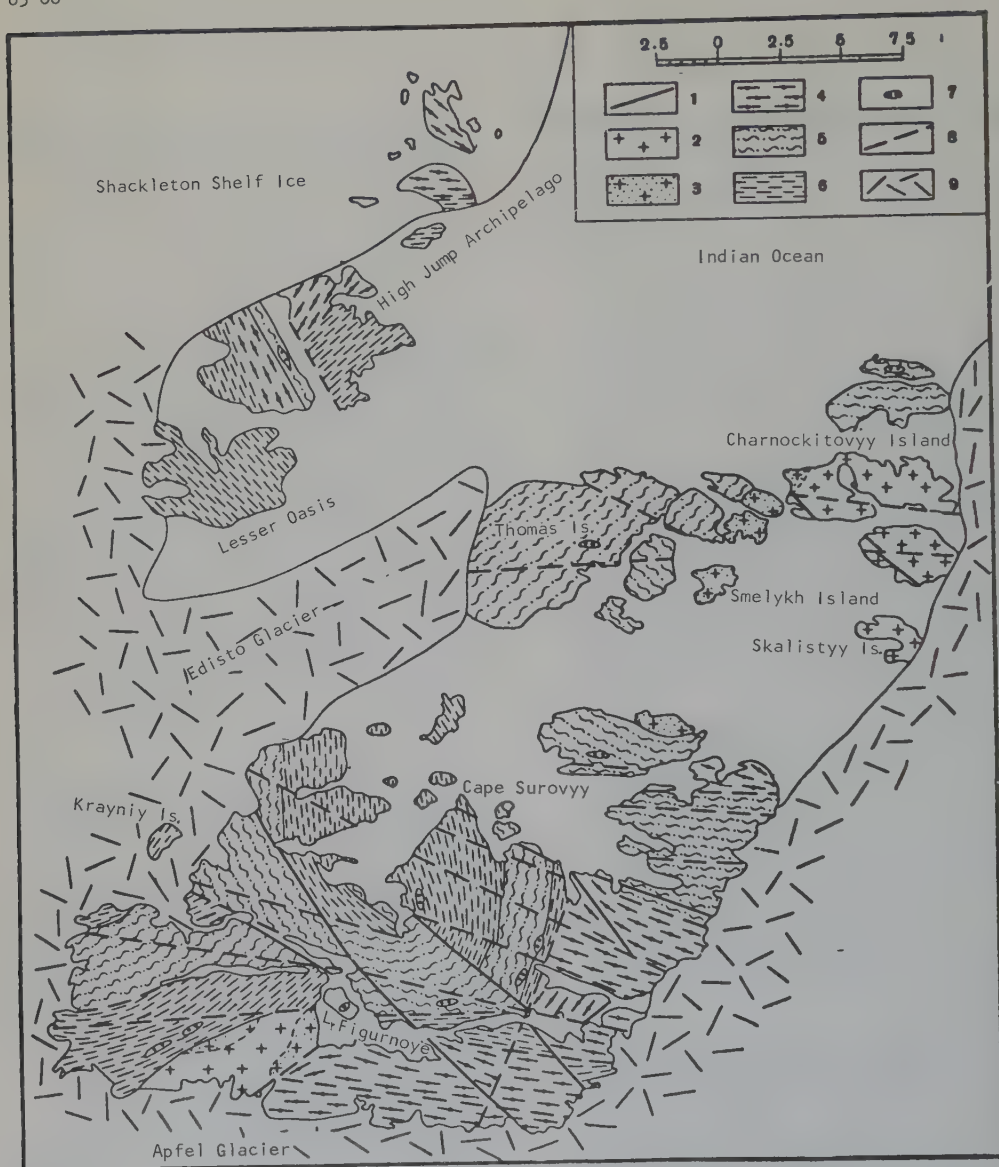 2.5 0 2.5 5 7.5
1 4 7
2 5 8
3 6 9
Shackleton Shelf Ice
High Jump Archipelago
Indian Ocean
Charnockitovyy Island
Lesser Oasis
Thomas Is.
Smelykh Island
Skalistyy Is.
Edisto Glacier
Krayniy Is.
Cape Surovyy
L. Figurnoye
Apfel Glacier